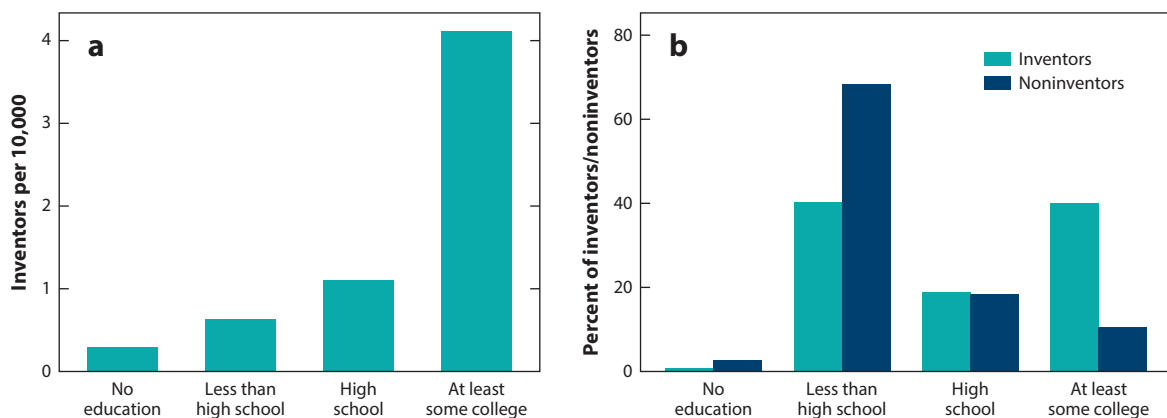 a
Inventors per 10,000
4
3
2
1
0
No
education
Less than
high school
High
school
At least
some college
b
Percent of inventors/noninventors
80
60
40
20
0
Inventors
Noninventors
No
education
Less than
high school
High
school
At least
some college